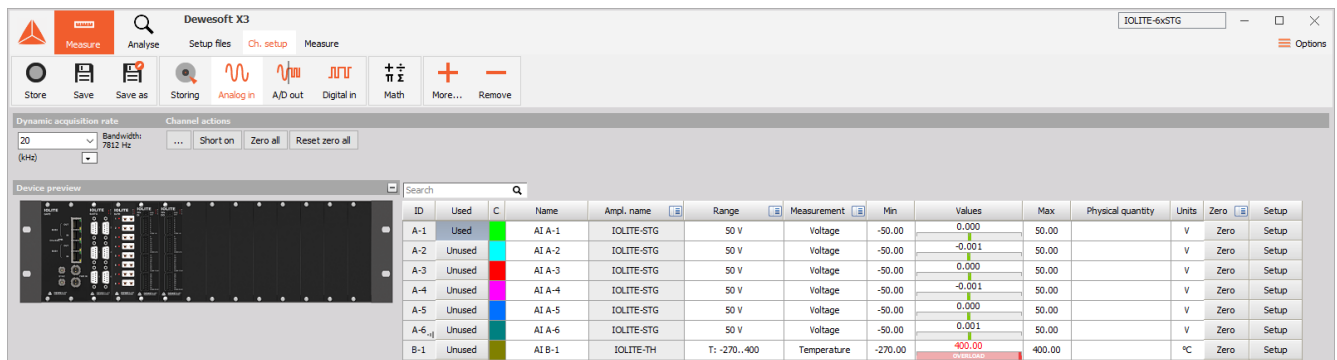 Dewesoft X3
IOLITE-6xSTG
Measure
Analyse
Setup files
Ch. setup
Measure
Options
Store
Save
Save as
Storing
Analog in
A/D out
Digital in
Math
More...
Remove
Dynamic acquisition rate
Channel actions
20
Bandwidth:
7812 Hz
(kHz)
...
Short on
Zero all
Reset zero all
Device preview
Search
ID Used C Name Ampl. name Range Measurement Min Values Max Physical quantity Units Zero Setup
A-1 Used AI A-1 IOLITE-STG 50 V Voltage -50.00 0.000 50.00 V Zero Setup
A-2 Unused AI A-2 IOLITE-STG 50 V Voltage -50.00 -0.001 50.00 V Zero Setup
A-3 Unused AI A-3 IOLITE-STG 50 V Voltage -50.00 0.000 50.00 V Zero Setup
A-4 Unused AI A-4 IOLITE-STG 50 V Voltage -50.00 -0.001 50.00 V Zero Setup
A-5 Unused AI A-5 IOLITE-STG 50 V Voltage -50.00 0.000 50.00 V Zero Setup
A-6 Unused AI A-6 IOLITE-STG 50 V Voltage -50.00 0.001 50.00 V Zero Setup
B-1 Unused AI B-1 IOLITE-TH T: -270..400 Temperature -270.00 400.00 400.00 °C Zero Setup
OVERLOAD